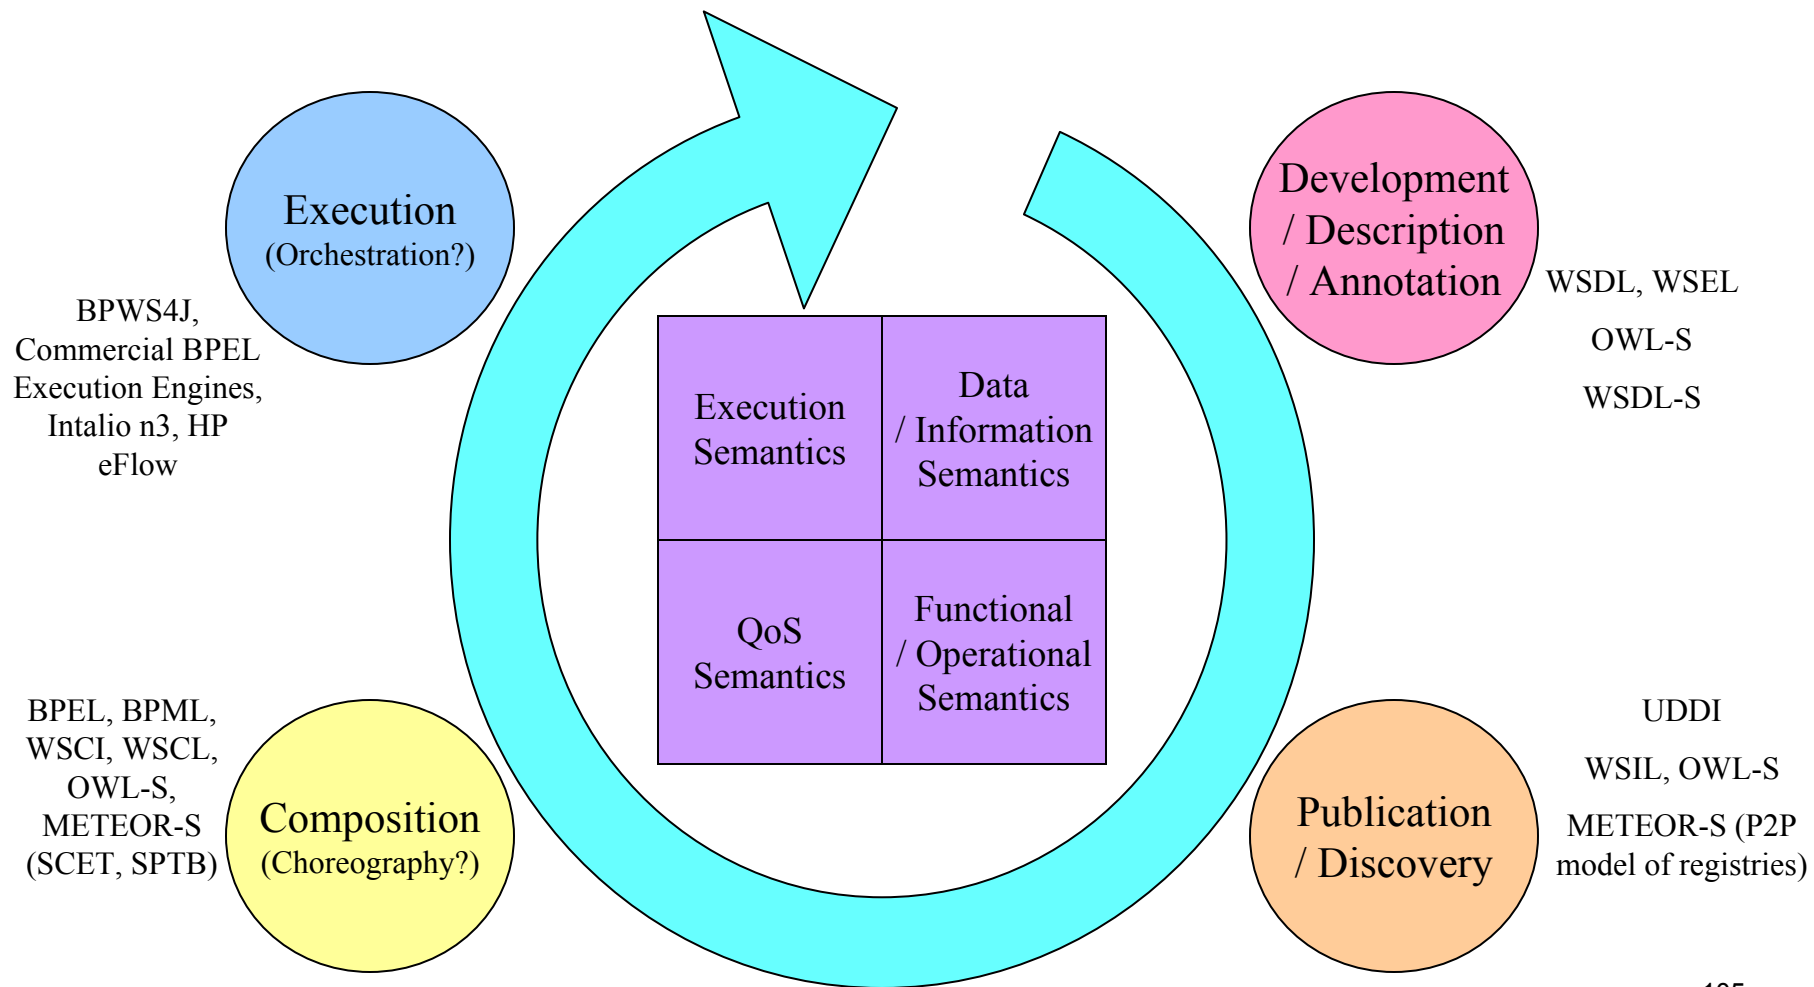 Execution
(Orchestration?)
BPWS4J,
Commercial BPEL
Execution Engines,
Intalio n3, HP
eFlow
Development
/ Description
/ Annotation
WSDL, WSEL
OWL-S
WSDL-S
Execution
Semantics
Data
/ Information
Semantics
QoS
Semantics
Functional
/ Operational
Semantics
BPEL, BPML,
WSCI, WSCL,
OWL-S,
METEOR-S
(SCET, SPTB)
Composition
(Choreography?)
Publication
/ Discovery
UDDI
WSIL, OWL-S
METEOR-S (P2P
model of registries)